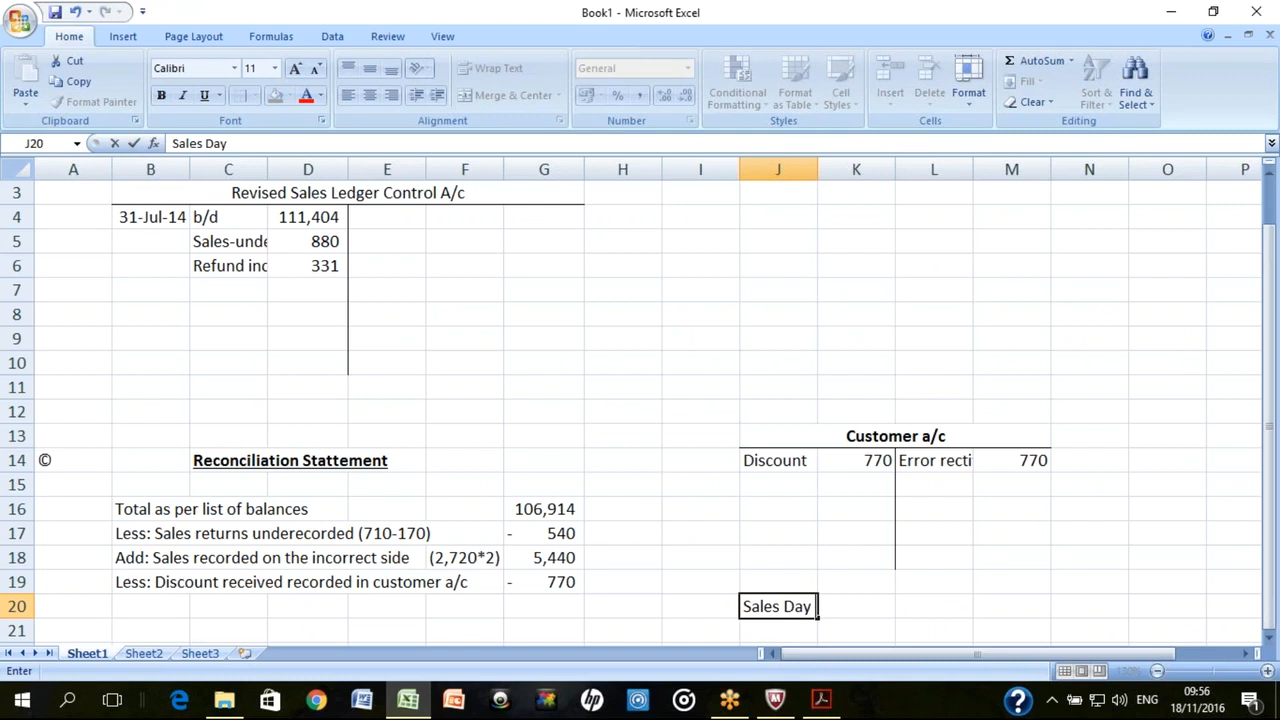 Book1 - Microsoft Excel
Home Insert Page Layout Formulas Data Review View
Paste
Cut
Copy
Format Painter
Clipboard
Calibri 11
A A
B I U A
Font
Wrap Text
Merge & Center
Alignment
General
% ,
Number
Conditional Formatting
Format as Table
Cell Styles
Styles
Insert Delete Format
Cells
Σ AutoSum
Fill
Clear
Sort & Filter
Find & Select
Editing
J20 fx Sales Day
A B C D E F G H I J K L M N O P
3 Revised Sales Ledger Control A/c
4 31-Jul-14 b/d 111,404
5 Sales-unde 880
6 Refund inc 331
7
8
9
10
11
12
13 Customer a/c
14 © Reconciliation Stattement Discount 770 Error recti 770
15
16 Total as per list of balances 106,914
17 Less: Sales returns underecorded (710-170) - 540
18 Add: Sales recorded on the incorrect side (2,720*2) 5,440
19 Less: Discount received recorded in customer a/c - 770
20 Sales Day
21
Sheet1 Sheet2 Sheet3
Enter
ENG
09:56
18/11/2016